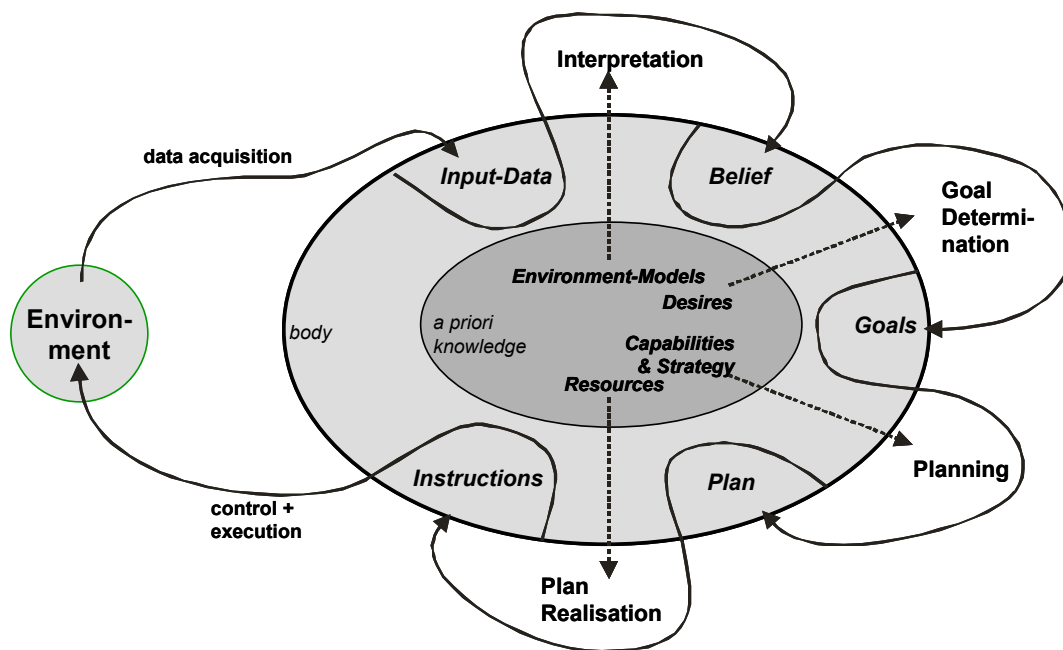 Interpretation
data acquisition
Input-Data
Belief
Goal
Determi-
nation
Environment-Models
Desires
Environ-
ment
body
a priori
knowledge
Goals
Capabilities
& Strategy
Resources
Instructions
Plan
Planning
control +
execution
Plan
Realisation